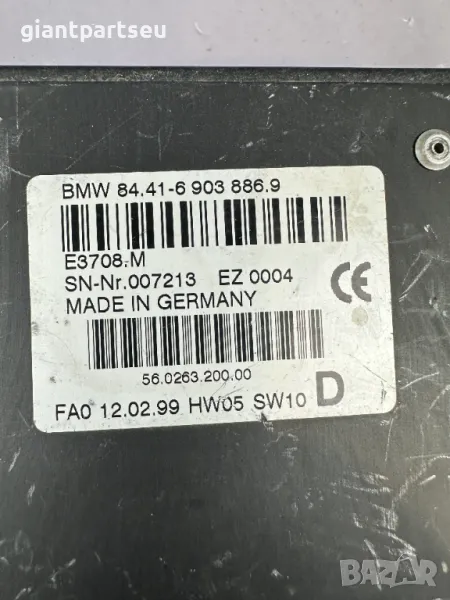 giantpartseu
BMW 84.41-6 903 886.9
E3708.M
SN-Nr.007213 EZ 0004
MADE IN GERMANY
CE
56.0263.200.00
FA0 12.02.99 HW05 SW10 D
BAZAR